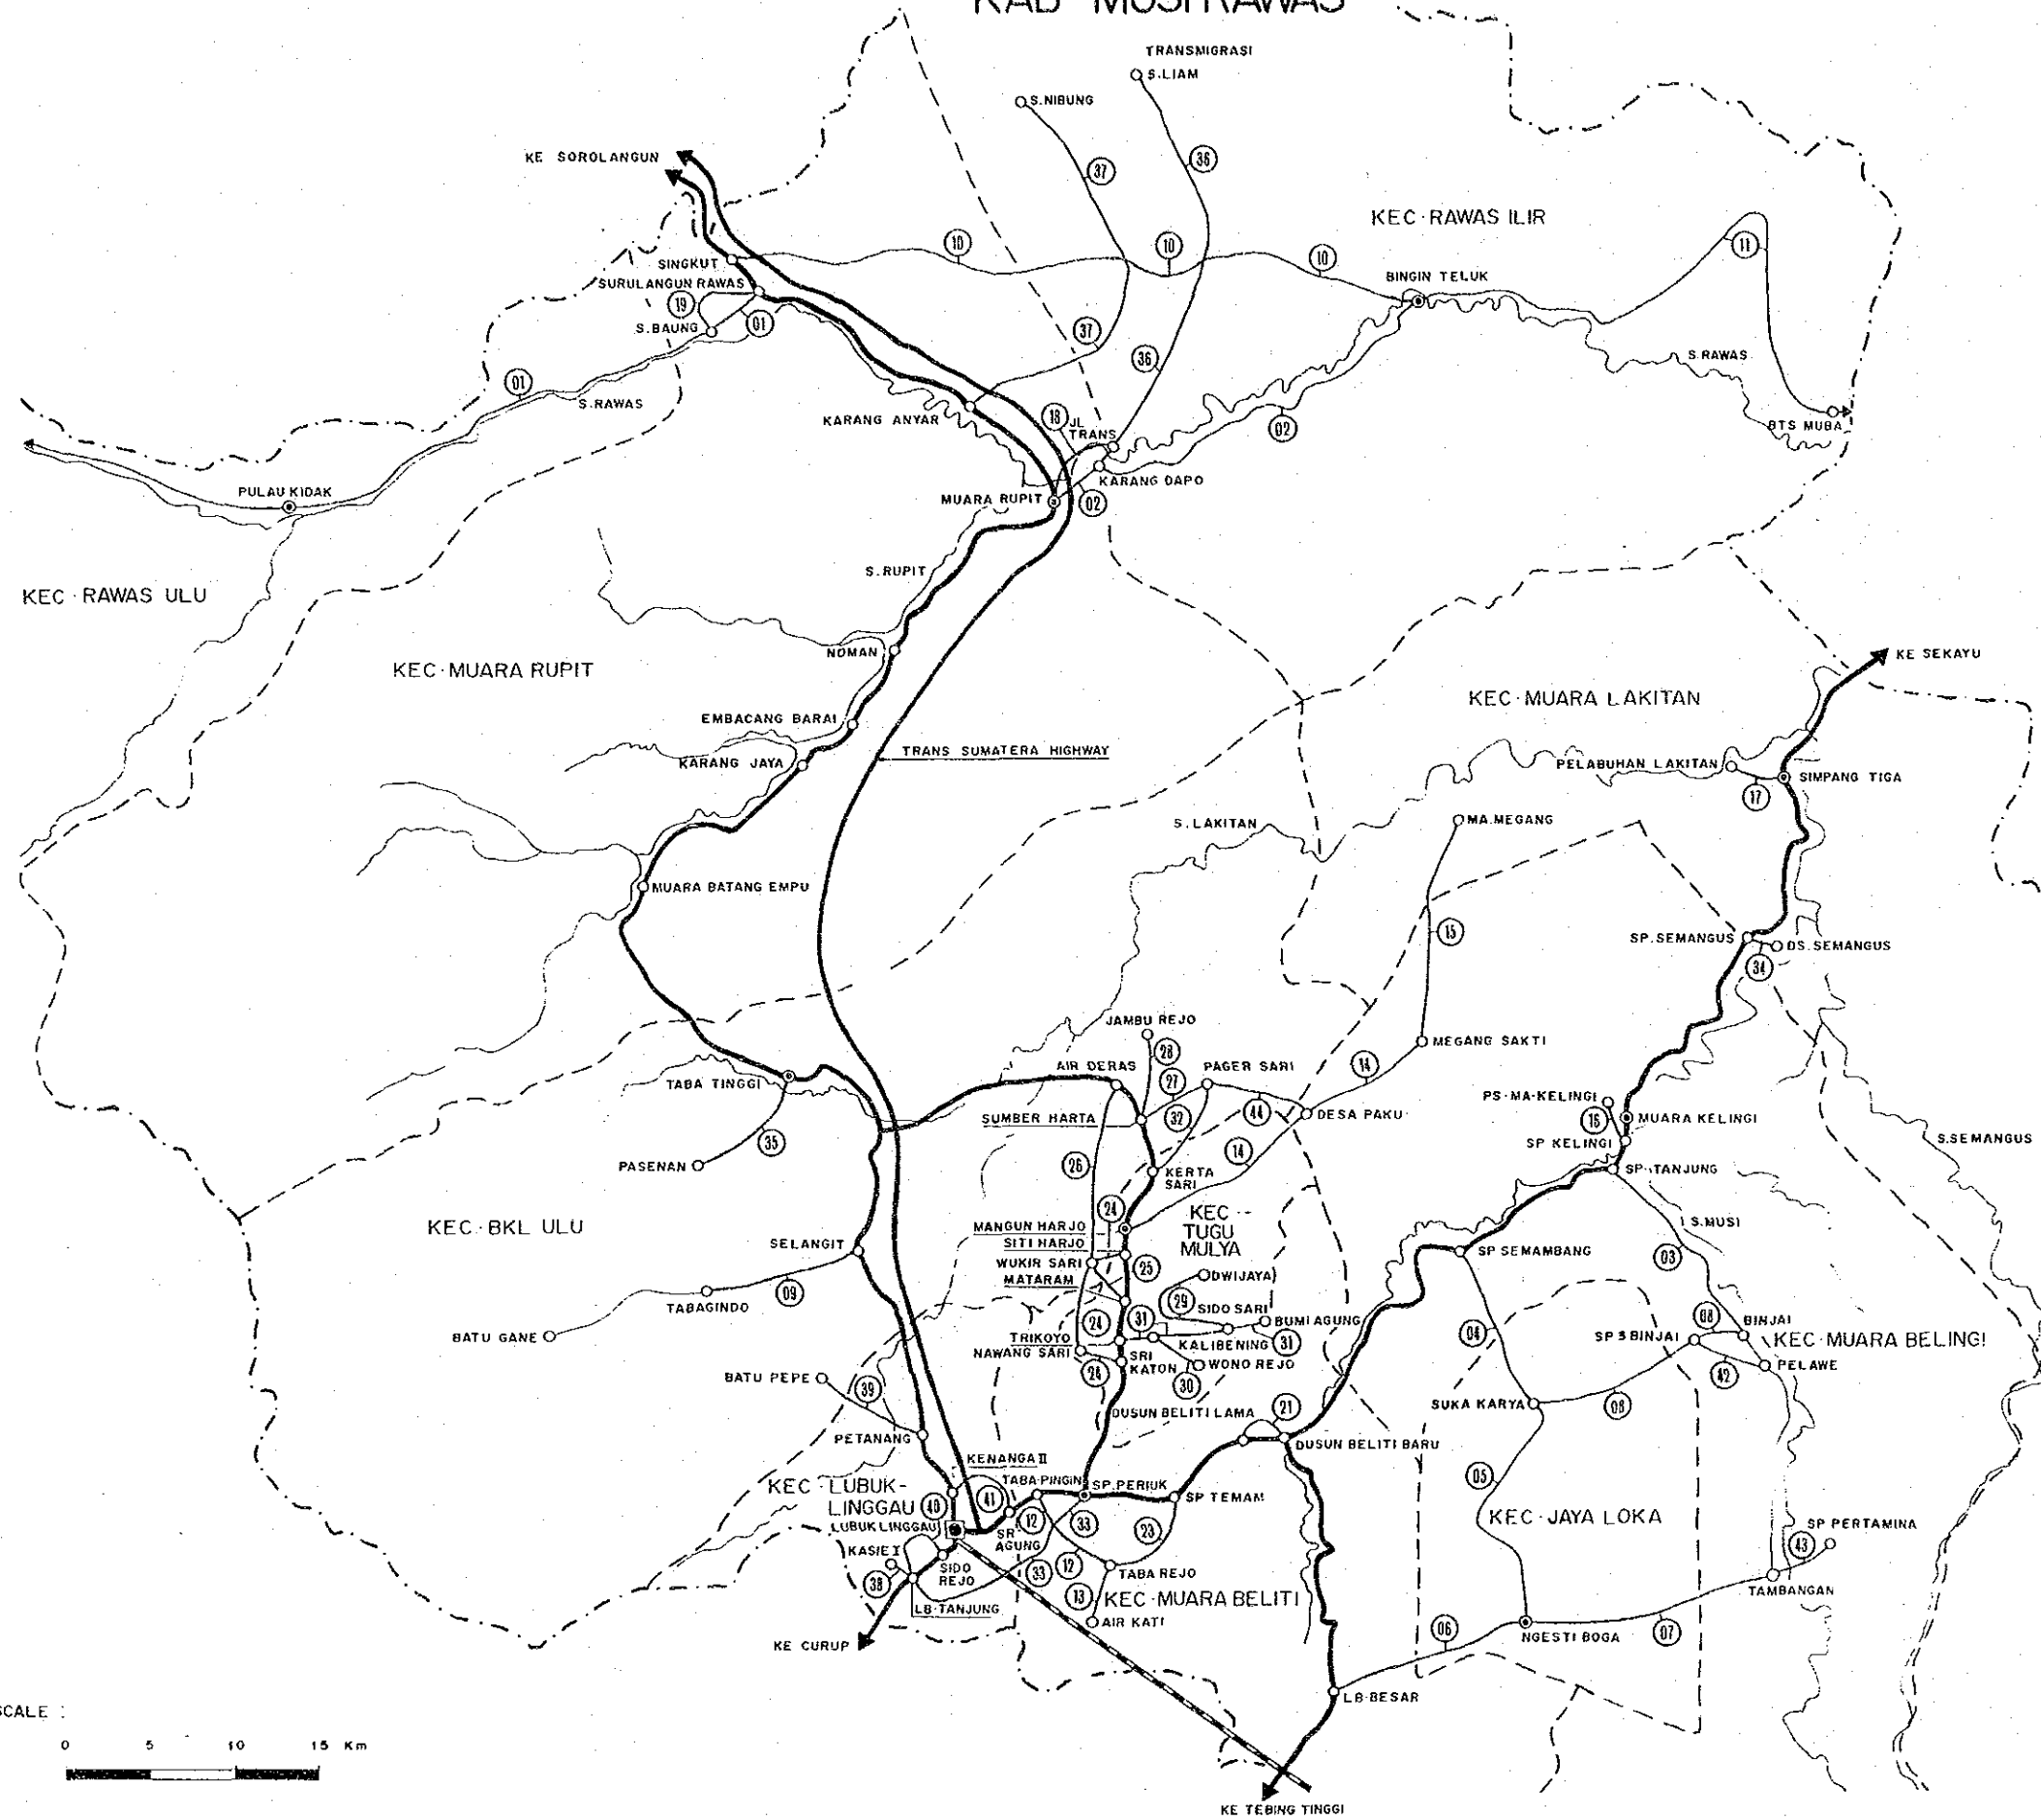 KAB MUSI RAWAS
TRANSMIGRASI
S.LIAM
S.NIBUNG
KE SOROLANGUN
37
36
KEC·RAWAS ILIR
10
10
10
11
SINGKUT
SURULANGUN RAWAS
BINGIN TELUK
19
S.BAUNG
01
37
36
S.RAWAS
01
S.RAWAS
KARANG ANYAR
18
JL
TRANS
02
BTS MUBA
PULAU KIDAK
MUARA RUPIT
KARANG DAPO
02
S.RUPIT
KEC·RAWAS ULU
NOMAN
KE SEKAYU
KEC·MUARA RUPIT
KEC·MUARA LAKITAN
EMBACANG BARAI
TRANS SUMATERA HIGHWAY
KARANG JAYA
PELABUHAN LAKITAN
SIMPANG TIGA
17
S.LAKITAN
MA.MEGANG
MUARA BATANG EMPU
15
SP.SEMANGUS
DS.SEMANGUS
34
JAMBU REJO
28
MEGANG SAKTI
AIR DERAS
PAGER SARI
14
TABA TINGGI
27
PS-MA-KELINGI
SUMBER HARTA
32
44
DESA PAKU
16
MUARA KELINGI
35
SP KELINGI
S.SEMANGUS
PASENAN
26
14
KERTA
SARI
SP·TANJUNG
24
KEC
TUGU
MULYA
S.MUSI
KEC·BKL ULU
MANGUN HARJO
SITI HARJO
SELANGIT
SP SEMAMBANG
03
WUKIR SARI
25
DWIJAYA
MATARAM
09
29
TABAGINDO
SIDO SARI
BUMI AGUNG
31
24
04
08
BINJAI
BATU GANE
TRIKOYO
KALIBENING
31
SP 3 BINJAI
KEC·MUARA BELINGI
NAWANG SARI
SRI
KATON
WONO REJO
PELAWE
24
30
42
BATU PEPE
39
SUKA KARYA
08
DUSUN BELITI LAMA
21
PETANANG
DUSUN BELITI BARU
KENANGA II
TABA·PINGIN
SP.PERIUK
05
KEC·LUBUK-
LINGGAU
40
41
SP TEMAM
KEC·JAYA LOKA
LUBUK LINGGAU
12
33
23
SP PERTAMINA
SR
AGUNG
43
KASIE I
SIDO
REJO
33
12
TABA REJO
TAMBANGAN
38
13
KEC·MUARA BELITI
LB·TANJUNG
AIR KATI
06
NGESTI BOGA
07
KE CURUP
LB·BESAR
SCALE :
0 5 10 15 Km
KE TEBING TINGGI